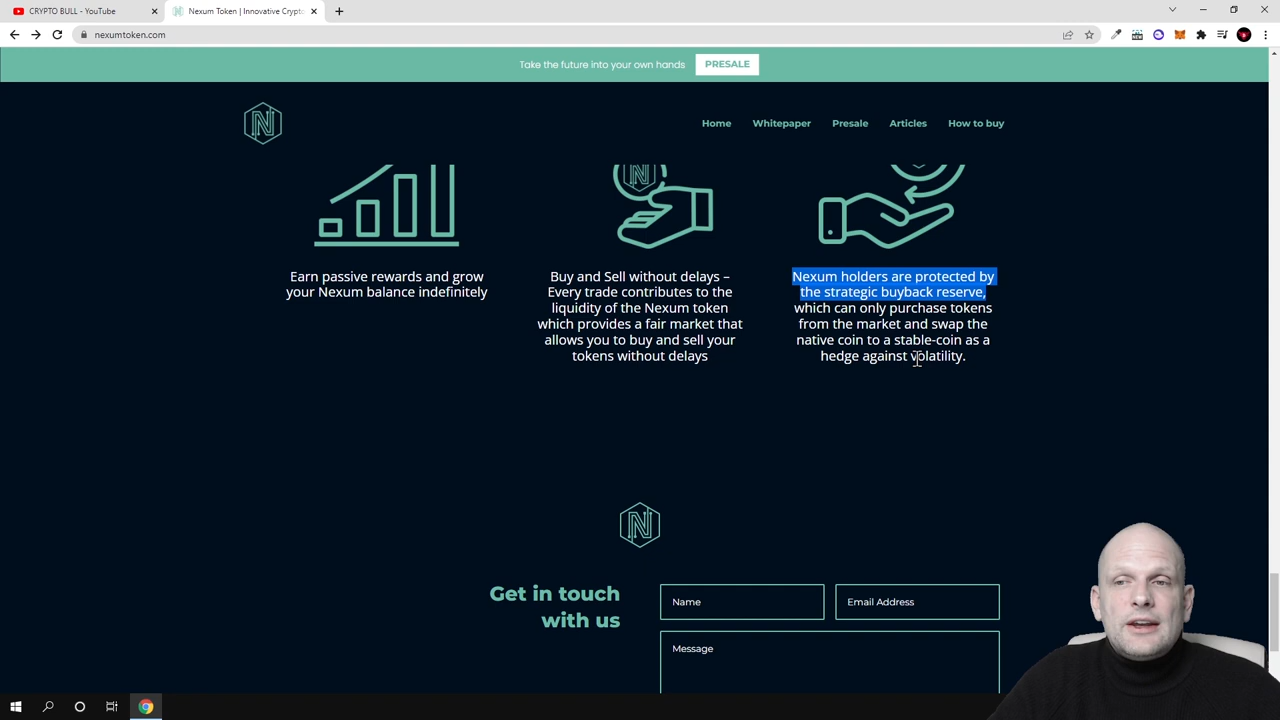 CRYPTO BULL - YouTube
Nexum Token | Innovative Crypto
nexumtoken.com
Take the future into your own hands
PRESALE
N
Home
Whitepaper
Presale
Articles
How to buy
N
Earn passive rewards and grow
your Nexum balance indefinitely
Buy and Sell without delays –
Every trade contributes to the
liquidity of the Nexum token
which provides a fair market that
allows you to buy and sell your
tokens without delays
Nexum holders are protected by
the strategic buyback reserve,
which can only purchase tokens
from the market and swap the
native coin to a stable-coin as a
hedge against volatility.
N
Get in touch
with us
Name
Email Address
Message